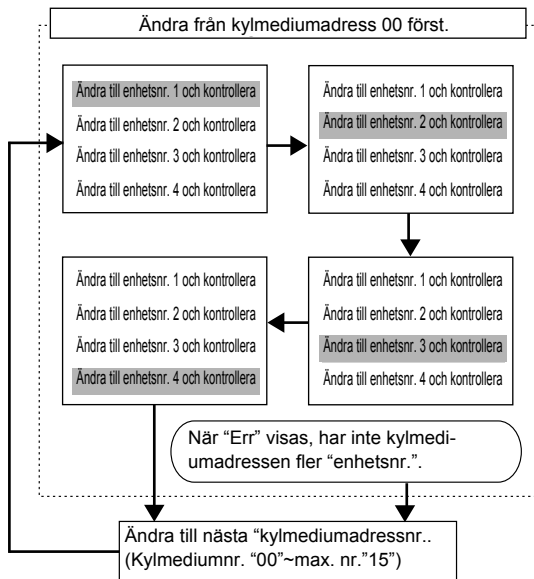 Ändra från kylmediumadress 00 först.
Ändra till enhetsnr. 1 och kontrollera
Ändra till enhetsnr. 2 och kontrollera
Ändra till enhetsnr. 3 och kontrollera
Ändra till enhetsnr. 4 och kontrollera
Ändra till enhetsnr. 1 och kontrollera
Ändra till enhetsnr. 2 och kontrollera
Ändra till enhetsnr. 3 och kontrollera
Ändra till enhetsnr. 4 och kontrollera
Ändra till enhetsnr. 1 och kontrollera
Ändra till enhetsnr. 2 och kontrollera
Ändra till enhetsnr. 3 och kontrollera
Ändra till enhetsnr. 4 och kontrollera
Ändra till enhetsnr. 1 och kontrollera
Ändra till enhetsnr. 2 och kontrollera
Ändra till enhetsnr. 3 och kontrollera
Ändra till enhetsnr. 4 och kontrollera
När “Err” visas, har inte kylmedi-
umadressen fler “enhetsnr.”.
Ändra till nästa “kylmediumadressnr..
(Kylmediumnr. “00”~max. nr.”15”)